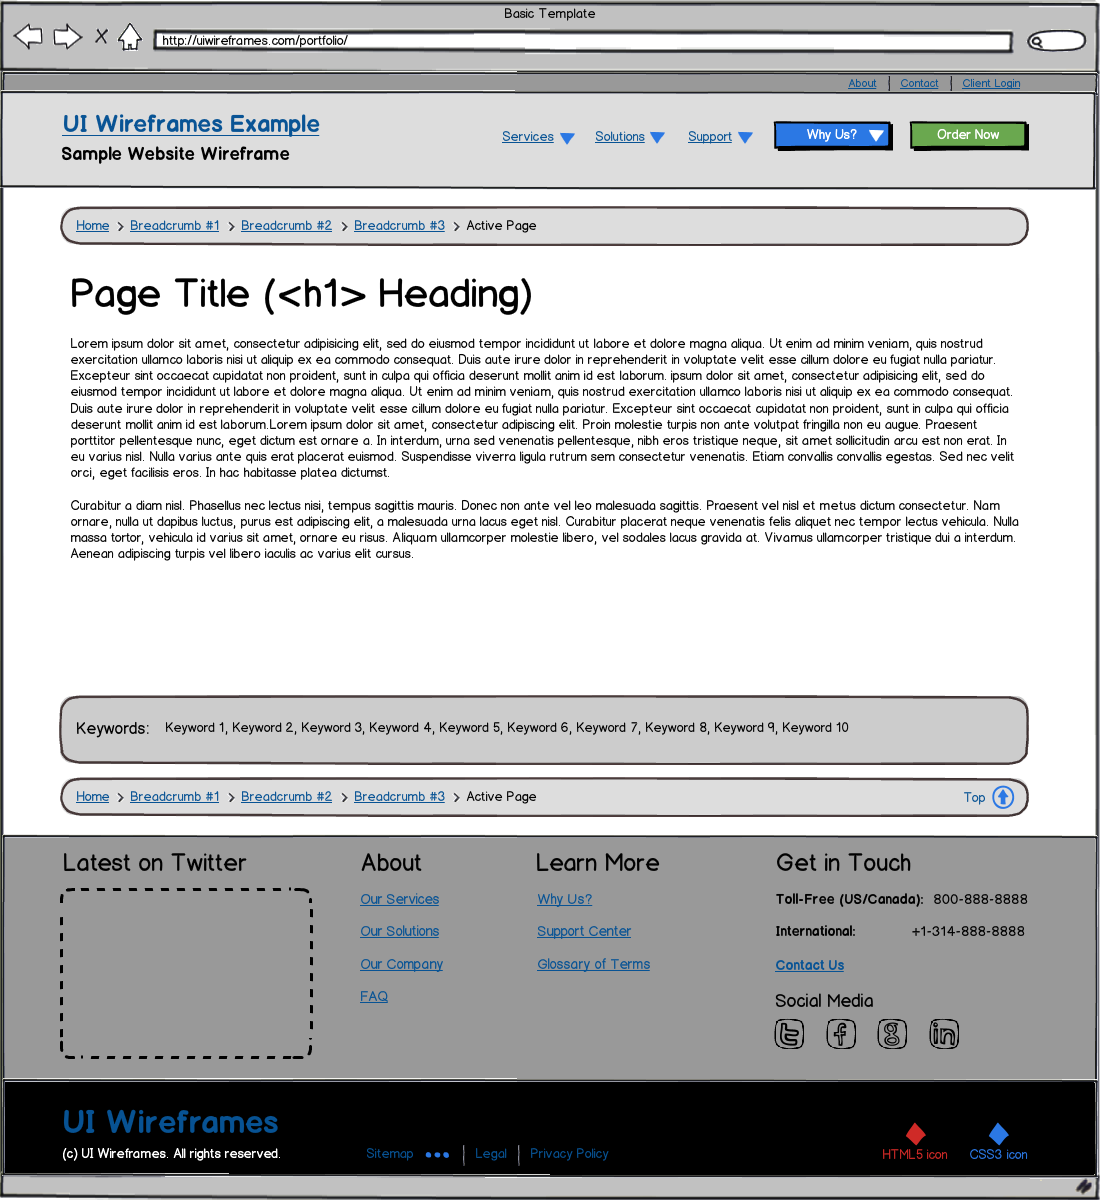 Basic Template
http://uiwireframes.com/portfolio/
About | Contact | Client Login
UI Wireframes Example
Sample Website Wireframe
Services Solutions Support Why Us? Order Now
Home > Breadcrumb #1 > Breadcrumb #2 > Breadcrumb #3 > Active Page
Page Title (<h1> Heading)
Lorem ipsum dolor sit amet, consectetur adipisicing elit, sed do eiusmod tempor incididunt ut labore et dolore magna aliqua. Ut enim ad minim veniam, quis nostrud
exercitation ullamco laboris nisi ut aliquip ex ea commodo consequat. Duis aute irure dolor in reprehenderit in voluptate velit esse cillum dolore eu fugiat nulla pariatur.
Excepteur sint occaecat cupidatat non proident, sunt in culpa qui officia deserunt mollit anim id est laborum. ipsum dolor sit amet, consectetur adipisicing elit, sed do
eiusmod tempor incididunt ut labore et dolore magna aliqua. Ut enim ad minim veniam, quis nostrud exercitation ullamco laboris nisi ut aliquip ex ea commodo consequat.
Duis aute irure dolor in reprehenderit in voluptate velit esse cillum dolore eu fugiat nulla pariatur. Excepteur sint occaecat cupidatat non proident, sunt in culpa qui officia
deserunt mollit anim id est laborum.Lorem ipsum dolor sit amet, consectetur adipiscing elit. Proin molestie turpis non ante volutpat fringilla non eu augue. Praesent
porttitor pellentesque nunc, eget dictum est ornare a. In interdum, urna sed venenatis pellentesque, nibh eros tristique neque, sit amet sollicitudin arcu est non erat. In
eu varius nisl. Nulla varius ante quis erat placerat euismod. Suspendisse viverra ligula rutrum sem consectetur venenatis. Etiam convallis convallis egestas. Sed nec velit
orci, eget facilisis eros. In hac habitasse platea dictumst.
Curabitur a diam nisl. Phasellus nec lectus nisi, tempus sagittis mauris. Donec non ante vel leo malesuada sagittis. Praesent vel nisl et metus dictum consectetur. Nam
ornare, nulla ut dapibus luctus, purus est adipiscing elit, a malesuada urna lacus eget nisl. Curabitur placerat neque venenatis felis aliquet nec tempor lectus vehicula. Nulla
massa tortor, vehicula id varius sit amet, ornare eu risus. Aliquam ullamcorper molestie libero, vel sodales lacus gravida at. Vivamus ullamcorper tristique dui a interdum.
Aenean adipiscing turpis vel libero iaculis ac varius elit cursus.
Keywords: Keyword 1, Keyword 2, Keyword 3, Keyword 4, Keyword 5, Keyword 6, Keyword 7, Keyword 8, Keyword 9, Keyword 10
Home > Breadcrumb #1 > Breadcrumb #2 > Breadcrumb #3 > Active Page Top
Latest on Twitter
About
Our Services
Our Solutions
Our Company
FAQ
Learn More
Why Us?
Support Center
Glossary of Terms
Get in Touch
Toll-Free (US/Canada): 800-888-8888
International: +1-314-888-8888
Contact Us
Social Media
t f g in
UI Wireframes
(c) UI Wireframes. All rights reserved.
Sitemap | Legal | Privacy Policy
HTML5 icon CSS3 icon